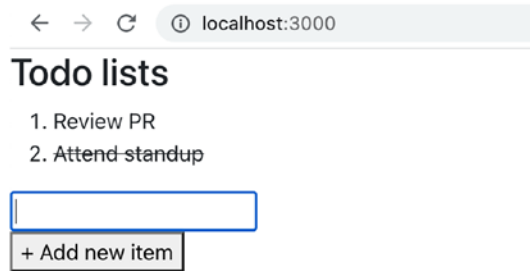 localhost:3000
Todo lists
1. Review PR
2. Attend standup
+ Add new item